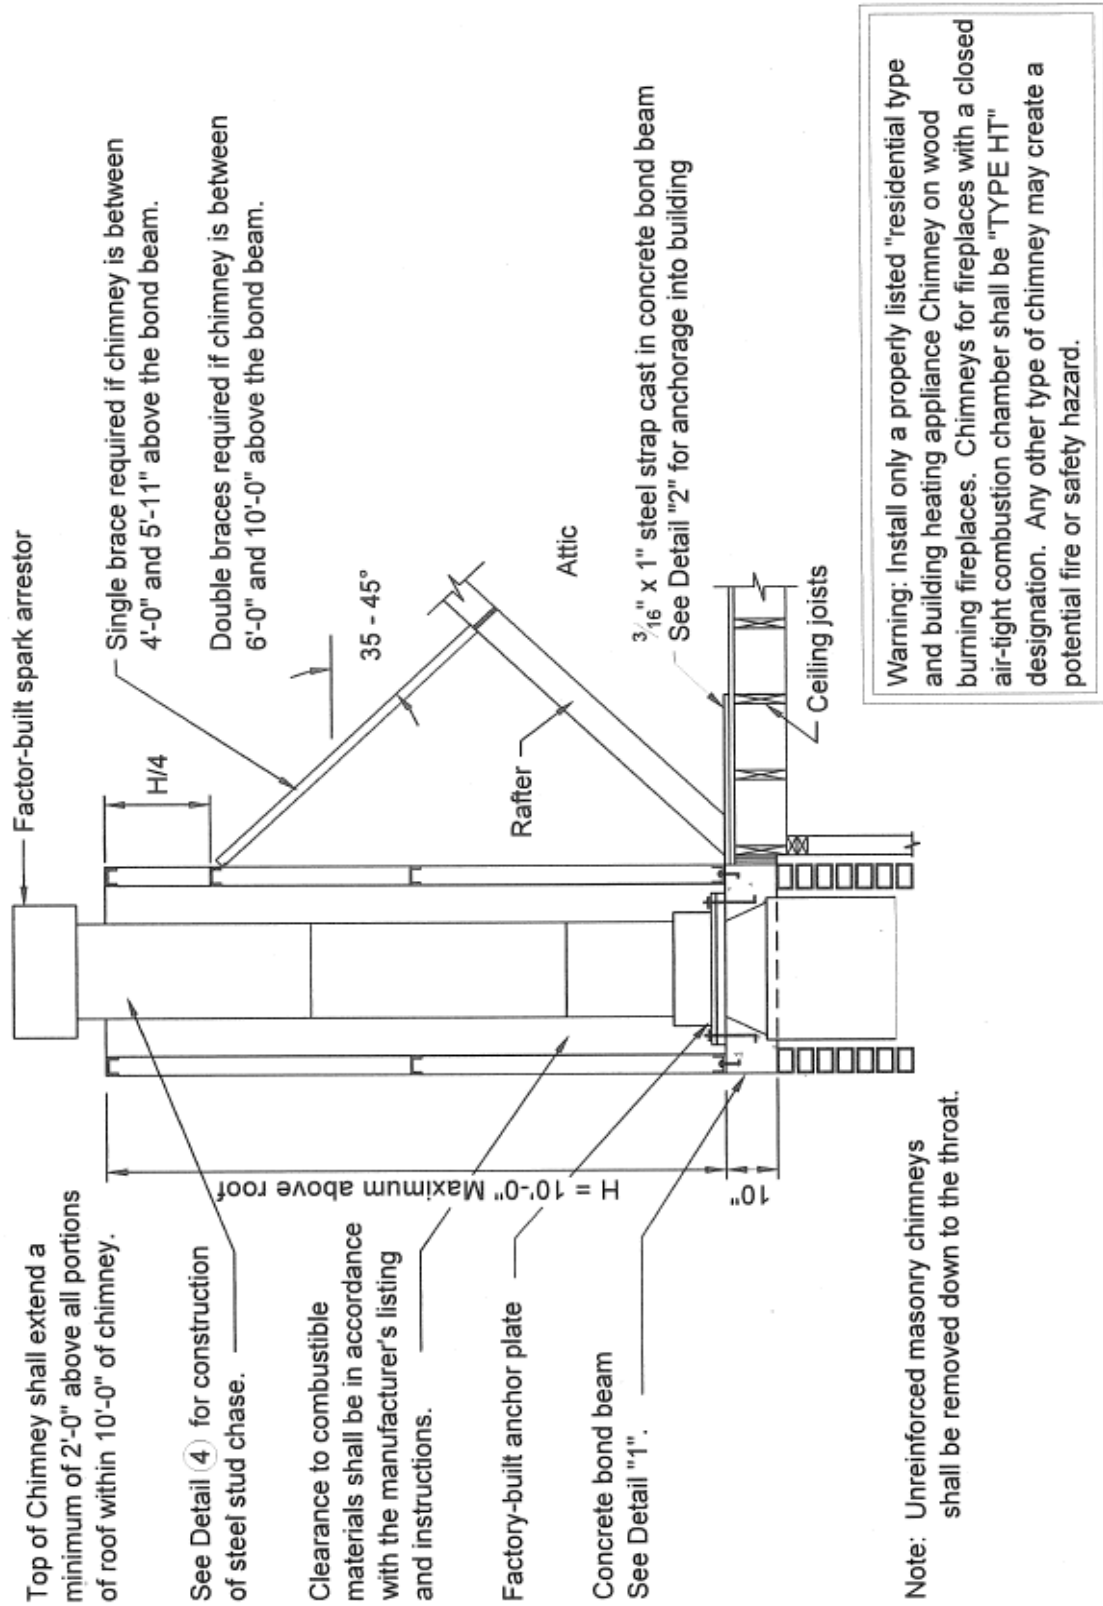 Top of Chimney shall extend a
minimum of 2'-0" above all portions
of roof within 10'-0" of chimney.
See Detail 4 for construction
of steel stud chase.
Clearance to combustible
materials shall be in accordance
with the manufacturer's listing
and instructions.
Factory-built anchor plate
Concrete bond beam
See Detail "1".
Note: Unreinforced masonry chimneys
shall be removed down to the throat.
H = 10'-0" Maximum above roof
10"
Factor-built spark arrestor
H/4
Single brace required if chimney is between
4'-0" and 5'-11" above the bond beam.
Double braces required if chimney is between
6'-0" and 10'-0" above the bond beam.
35 - 45°
Rafter
Attic
3/16" x 1" steel strap cast in concrete bond beam
See Detail "2" for anchorage into building
Ceiling joists
Warning: Install only a properly listed "residential type
and building heating appliance Chimney on wood
burning fireplaces. Chimneys for fireplaces with a closed
air-tight combustion chamber shall be "TYPE HT"
designation. Any other type of chimney may create a
potential fire or safety hazard.